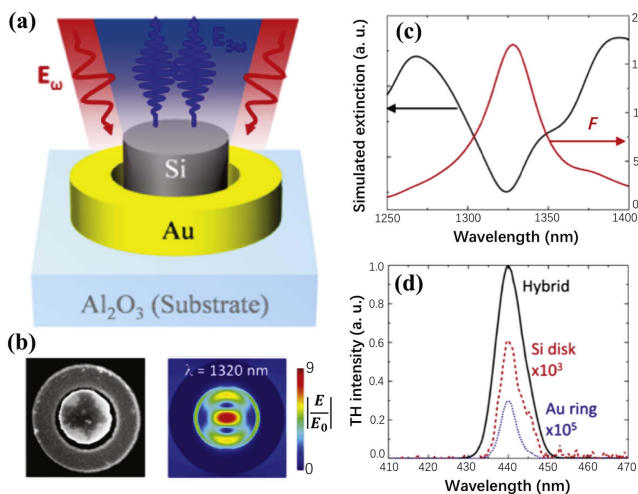 (a)
Eω
E3ω
Si
Au
Al2O3 (Substrate)
(b)
λ = 1320 nm
9
|E/E0|
0
(c)
Simulated extinction (a. u.)
F
1250 1300 1350 1400
Wavelength (nm)
(d)
TH intensity (a. u.)
1.0
0.8
0.6
0.4
0.2
0
Hybrid
Si disk
x10³
Au ring
x10⁵
410 420 430 440 450 460 470
Wavelength (nm)